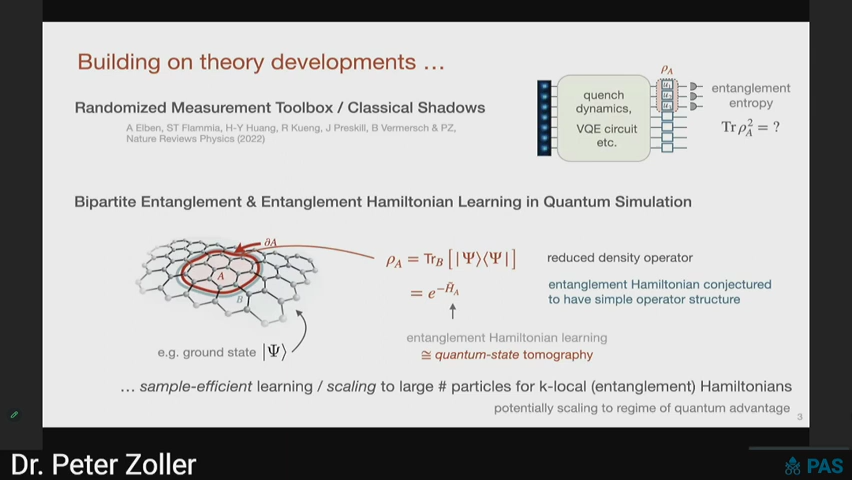 Building on theory developments …
Randomized Measurement Toolbox / Classical Shadows
A Elben, ST Flammia, H-Y Huang, R Kueng, J Preskill, B Vermersch & PZ,
Nature Reviews Physics (2022)
ρ_A
quench
dynamics,
VQE circuit
etc.
entanglement
entropy
Tr ρ_A^2 = ?
Bipartite Entanglement & Entanglement Hamiltonian Learning in Quantum Simulation
∂A
A
B
e.g. ground state |Ψ⟩
ρ_A = Tr_B [|Ψ⟩⟨Ψ|]
reduced density operator
= e^{-H̃_A}
entanglement Hamiltonian conjectured
to have simple operator structure
entanglement Hamiltonian learning
≅ quantum-state tomography
… sample-efficient learning / scaling to large # particles for k-local (entanglement) Hamiltonians
potentially scaling to regime of quantum advantage
3
Dr. Peter Zoller
PAS